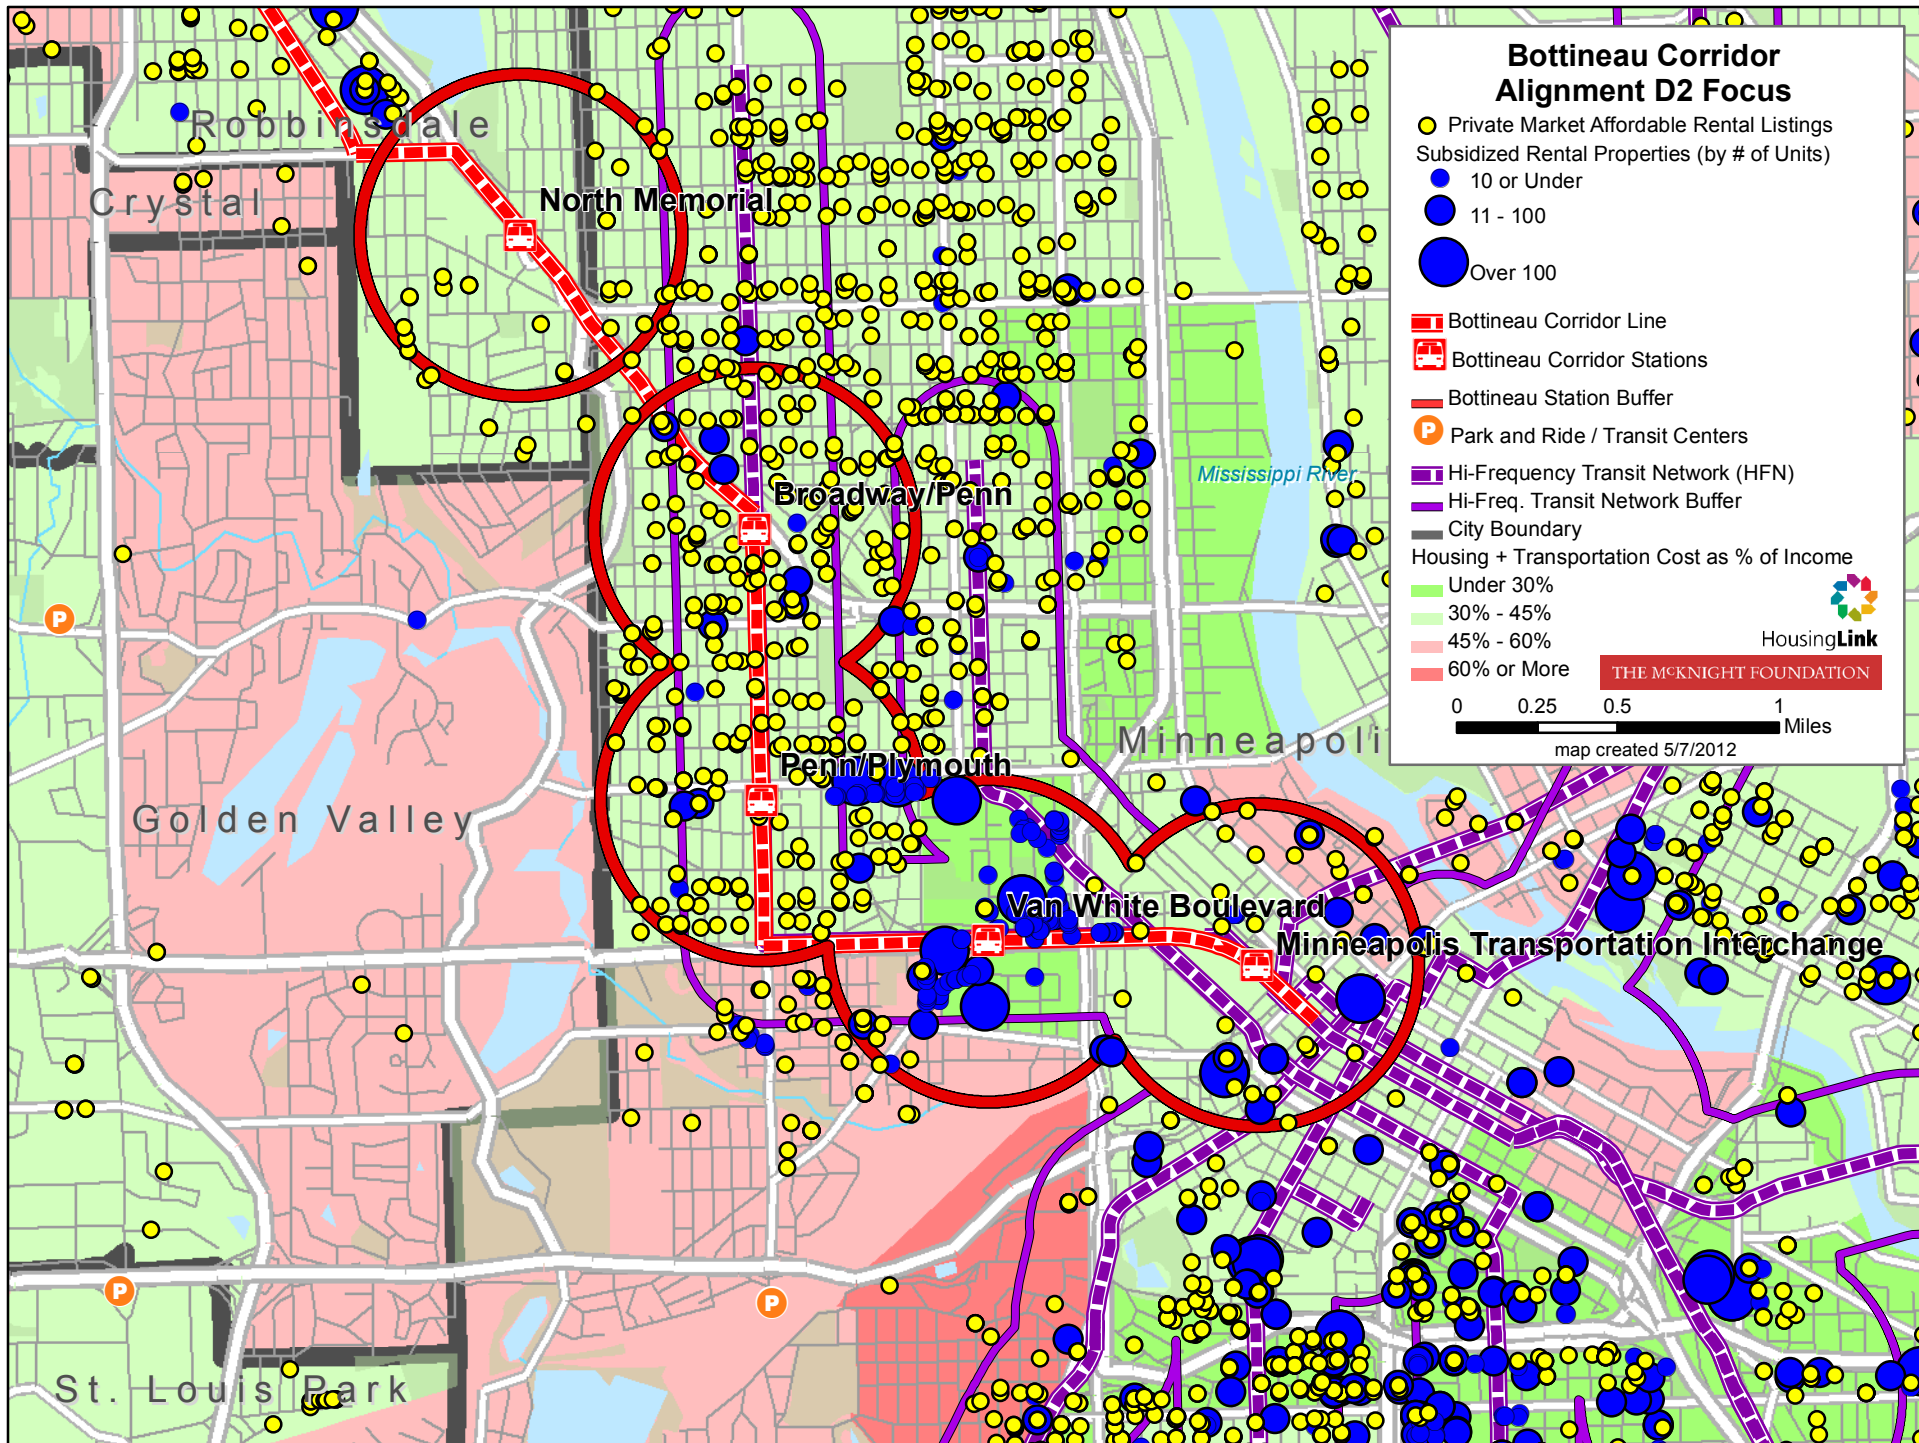 Bottineau Corridor
Alignment D2 Focus
Private Market Affordable Rental Listings
Subsidized Rental Properties (by # of Units)
10 or Under
11 - 100
Over 100
Bottineau Corridor Line
Bottineau Corridor Stations
Bottineau Station Buffer
P Park and Ride / Transit Centers
Hi-Frequency Transit Network (HFN)
Hi-Freq. Transit Network Buffer
City Boundary
Housing + Transportation Cost as % of Income
Under 30%
30% - 45%
45% - 60%
60% or More
HousingLink
THE McKNIGHT FOUNDATION
0 0.25 0.5 1
Miles
map created 5/7/2012
Robbinsdale
Crystal
North Memorial
Mississippi River
Broadway/Penn
P
Minneapoli
Penn/Plymouth
Golden Valley
Van White Boulevard
Minneapolis Transportation Interchange
P
P
St. Louis Park